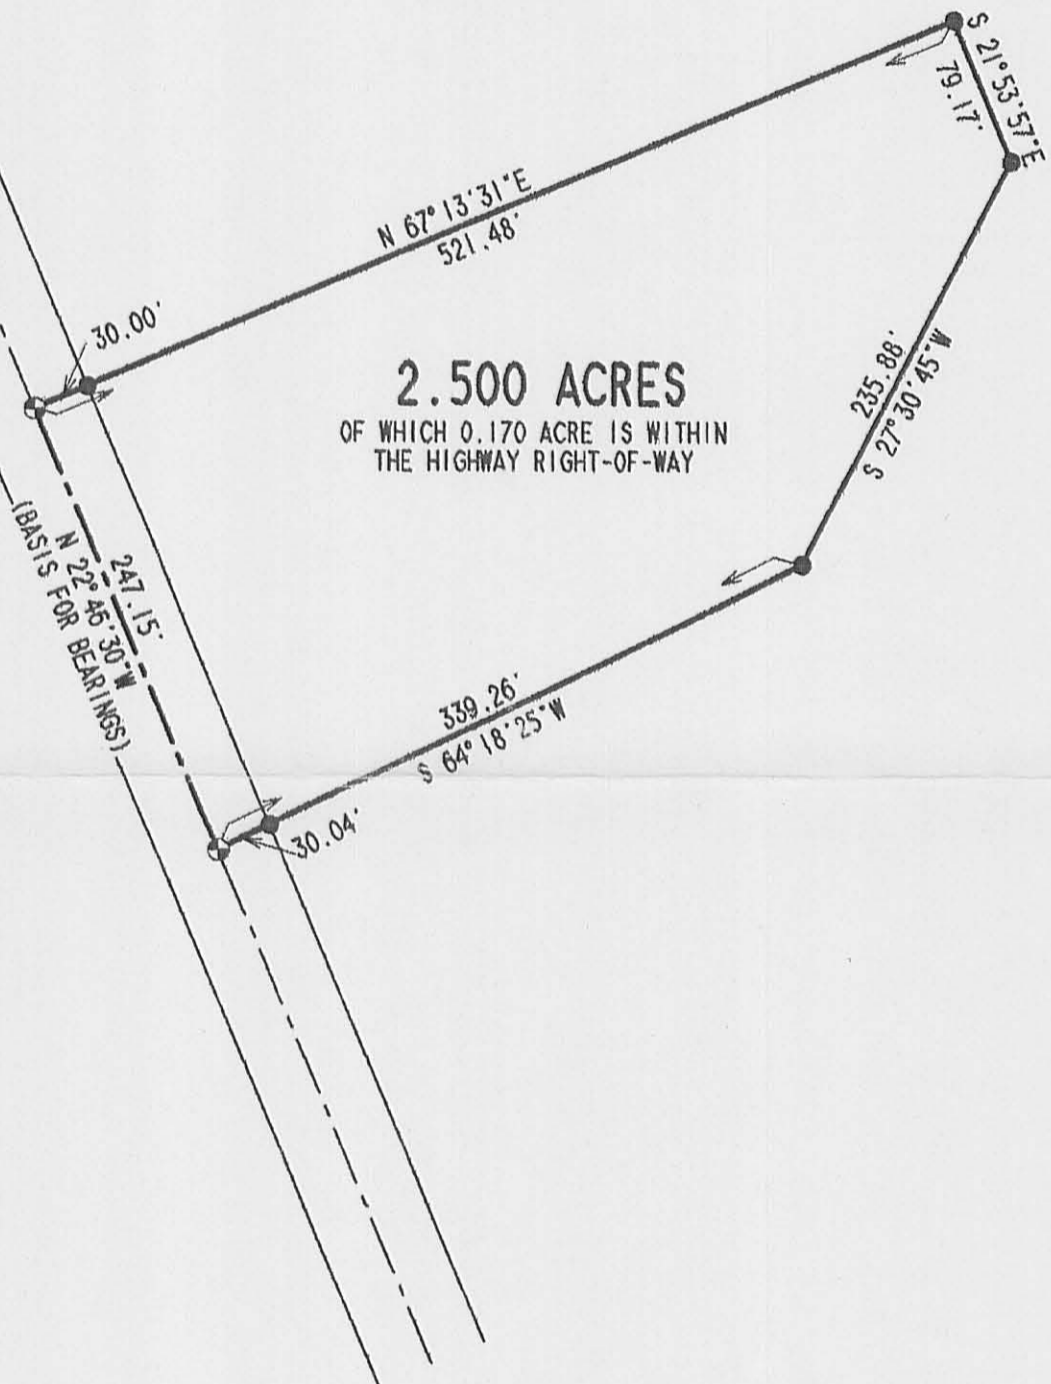 S 21°53'57"E
79.17'
N 67°13'31"E
521.48'
30.00'
2.500 ACRES
OF WHICH 0.170 ACRE IS WITHIN
THE HIGHWAY RIGHT-OF-WAY
235.88'
S 27°30'45"W
247.15'
N 22°46'30"W
(BASIS FOR BEARINGS)
339.26'
S 64°18'25"W
30.04'